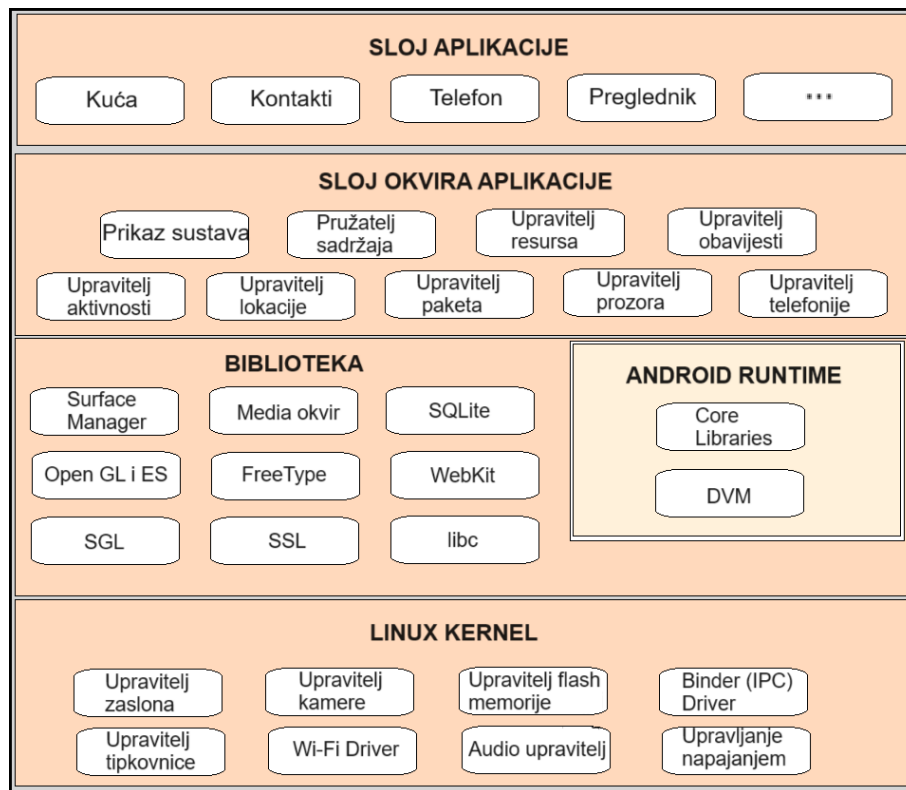 SLOJ APLIKACIJE
Kuća
Kontakti
Telefon
Preglednik
***
SLOJ OKVIRA APLIKACIJE
Prikaz sustava
Pružatelj
sadržaja
Upravitelj
resursa
Upravitelj
obavijesti
Upravitelj
aktivnosti
Upravitelj
lokacije
Upravitelj
paketa
Upravitelj
prozora
Upravitelj
telefonije
BIBLIOTEKA
Surface
Manager
Media okvir
SQLite
Open GL i ES
FreeType
WebKit
SGL
SSL
libc
ANDROID RUNTIME
Core
Libraries
DVM
LINUX KERNEL
Upravitelj
zaslona
Upravitelj
kamere
Upravitelj flash
memorije
Binder (IPC)
Driver
Upravitelj
tipkovnice
Wi-Fi Driver
Audio upravitelj
Upravljanje
napajanjem